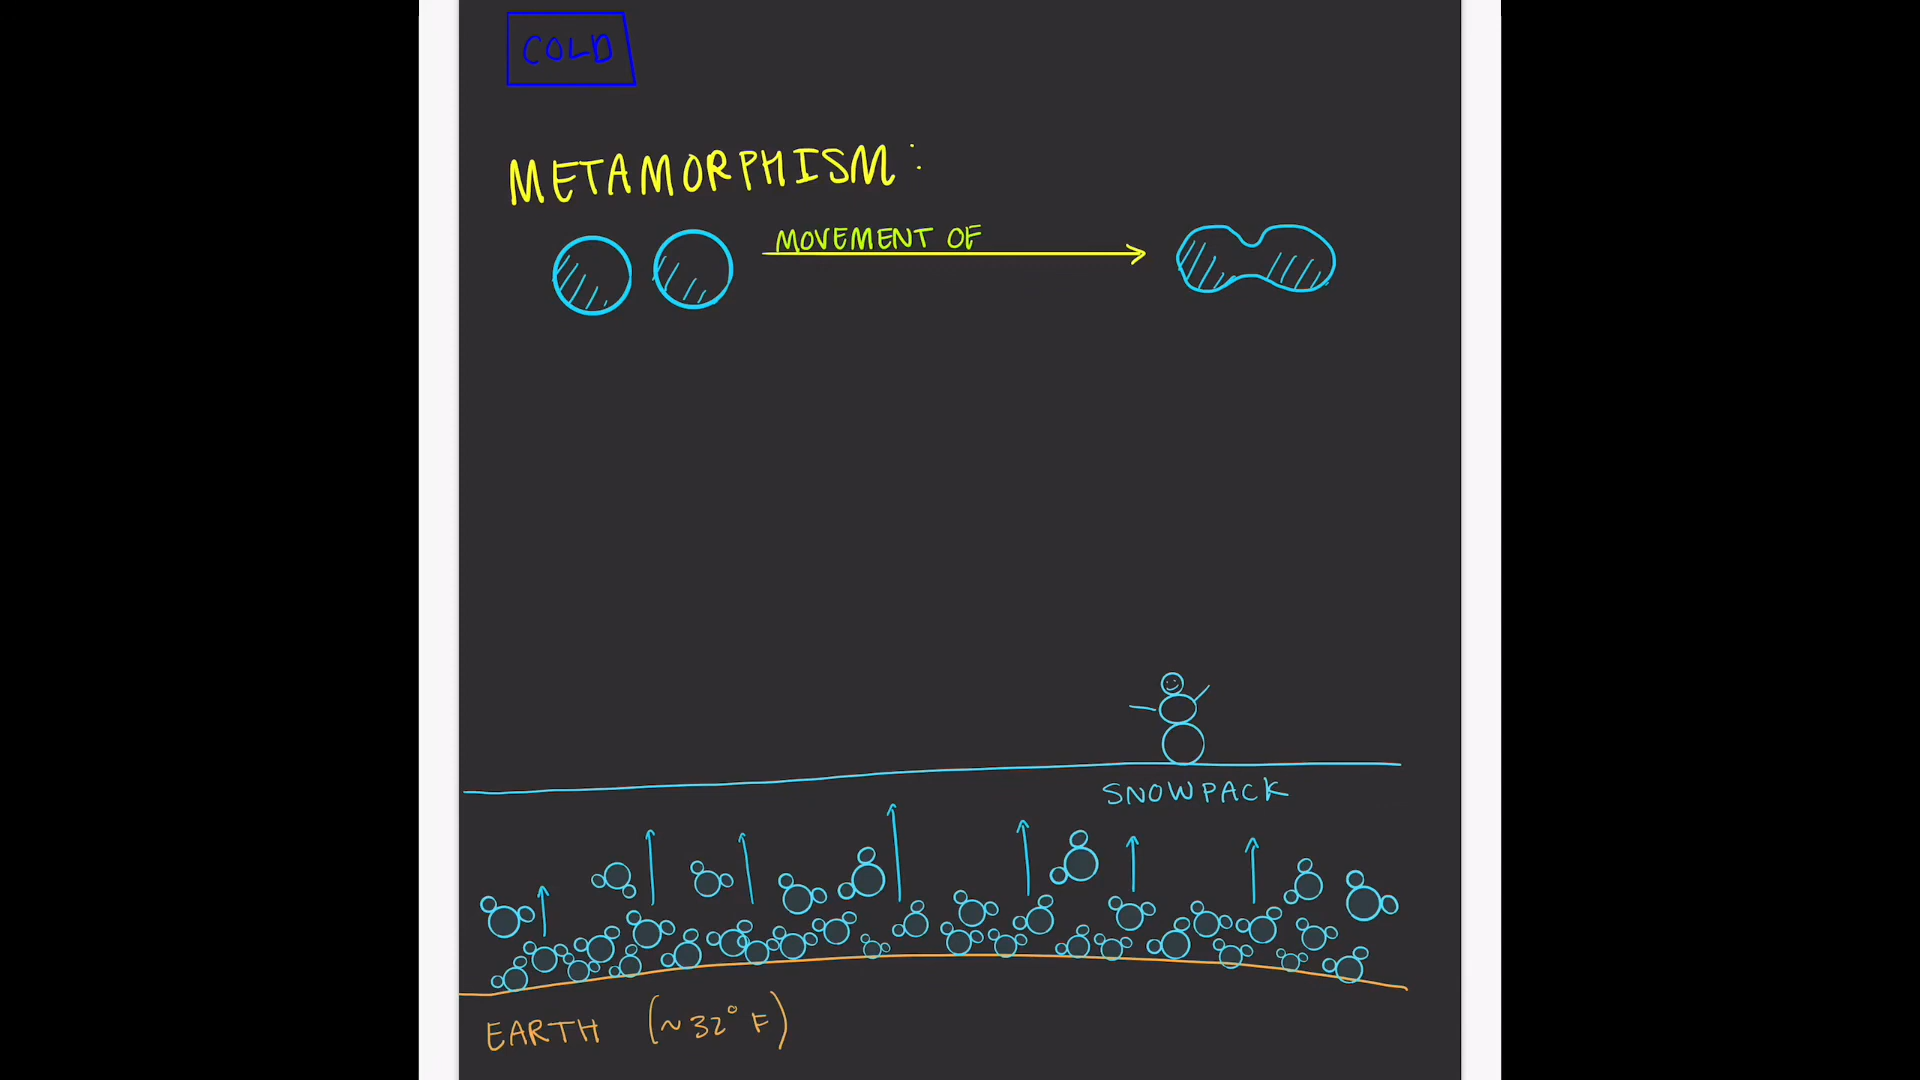 COLD
METAMORPHISM:
MOVEMENT OF
SNOWPACK
EARTH (~32° F)